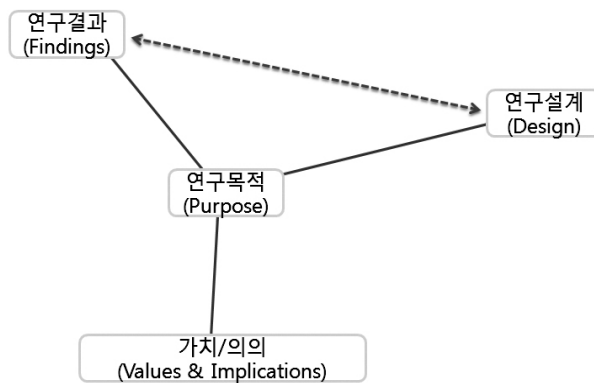 연구결과
(Findings)
연구설계
(Design)
연구목적
(Purpose)
가치/의의
(Values & Implications)